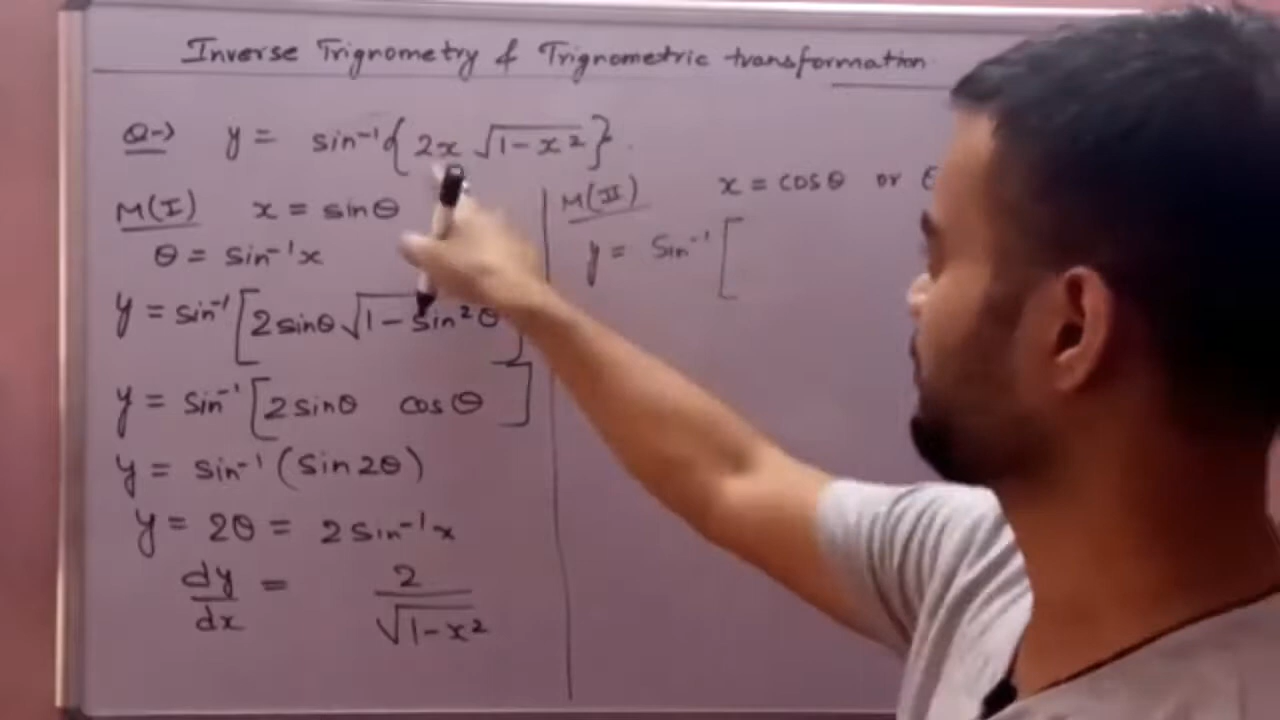 Inverse Trignometry & Trignometric transformation
Q→ y = sin⁻¹{2x √1-x²}.
M(I) x = sinθ
θ = sin⁻¹x
y = sin⁻¹[2sinθ √1-sin²θ]
y = sin⁻¹[2sinθ cosθ]
y = sin⁻¹(sin2θ)
y = 2θ = 2sin⁻¹x
dy/dx = 2/√1-x²
M(II) x = cosθ or
y = Sin⁻¹[